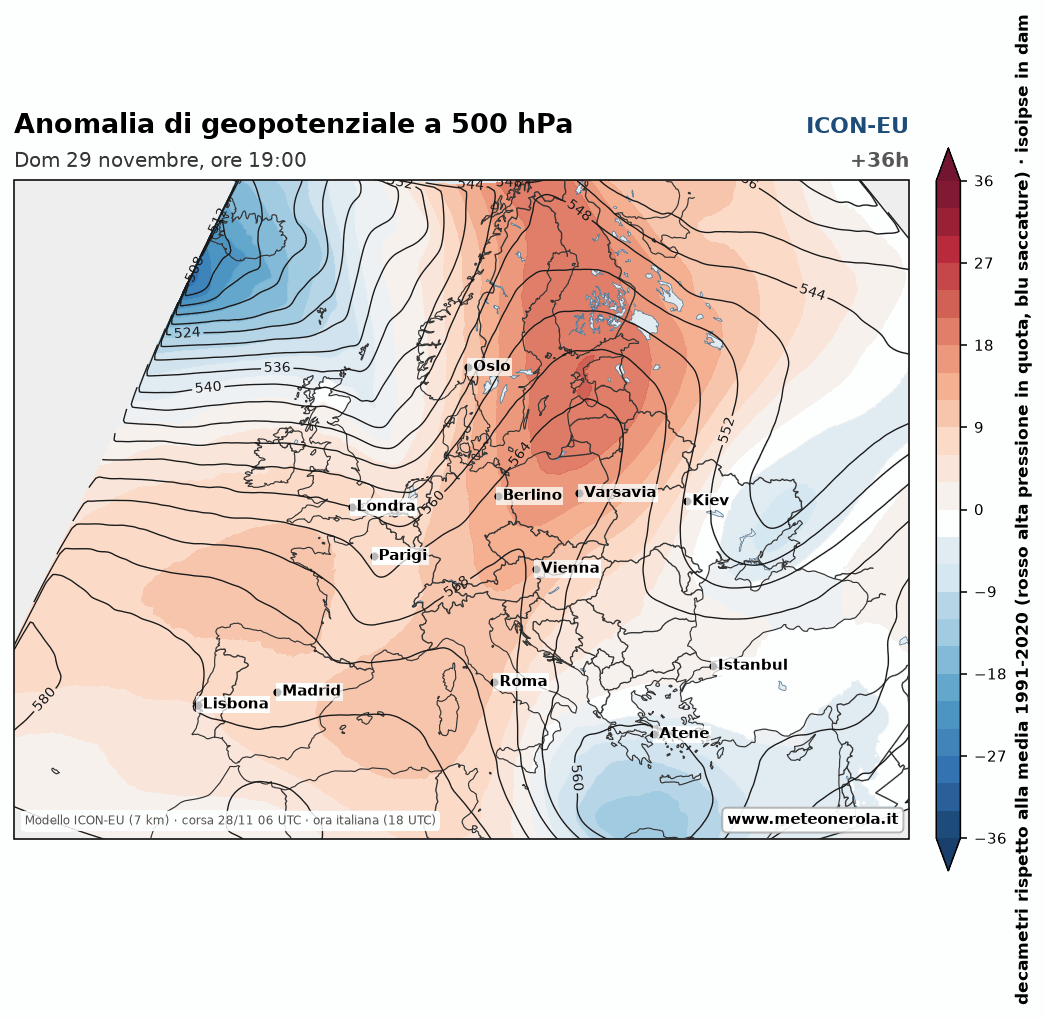 Anomalia di geopotenziale a 500 hPa
ICON-EU
Dom 29 novembre, ore 19:00
+36h
544
548
544
512
508
524
536
540
552
564
560
568
580
560
Oslo
Londra
Berlino
Varsavia
Kiev
Parigi
Vienna
Roma
Istanbul
Madrid
Lisbona
Atene
Modello ICON-EU (7 km) · corsa 28/11 06 UTC · ora italiana (18 UTC)
www.meteonerola.it
36
27
18
9
0
−9
−18
−27
−36
decametri rispetto alla media 1991-2020 (rosso alta pressione in quota, blu saccature) · isoipse in dam